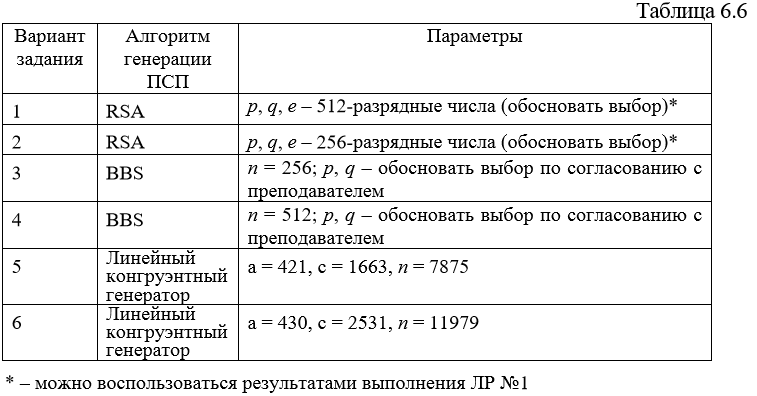 Таблица 6.6
Вариант задания
Алгоритм генерации ПСП
Параметры
1
RSA
p, q, e – 512-разрядные числа (обосновать выбор)*
2
RSA
p, q, e – 256-разрядные числа (обосновать выбор)*
3
BBS
n = 256; p, q – обосновать выбор по согласованию с
преподавателем
4
BBS
n = 512; p, q – обосновать выбор по согласованию с
преподавателем
5
Линейный
конгруэнтный
генератор
a = 421, c = 1663, n = 7875
6
Линейный
конгруэнтный
генератор
a = 430, c = 2531, n = 11979
* – можно воспользоваться результатами выполнения ЛР №1